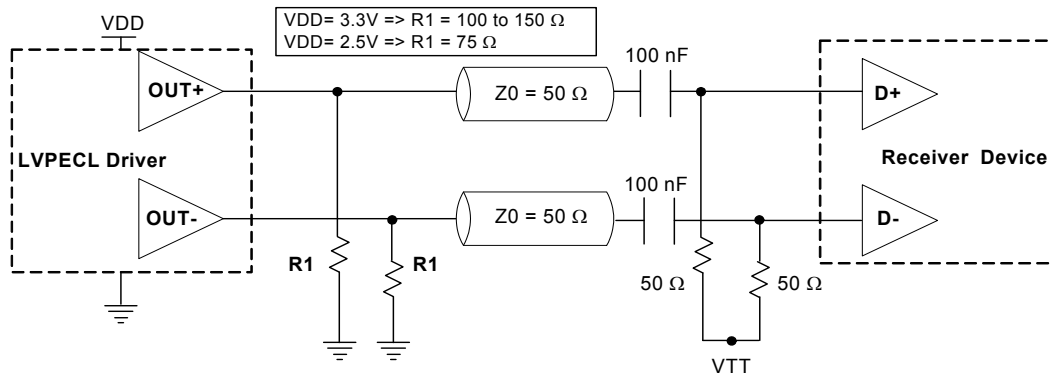 VDD
VDD= 3.3V => R1 = 100 to 150 Ω
VDD= 2.5V => R1 = 75 Ω
100 nF
OUT+
Z0 = 50 Ω
D+
LVPECL Driver
Receiver Device
100 nF
OUT-
Z0 = 50 Ω
D-
R1
R1
50 Ω
50 Ω
VTT